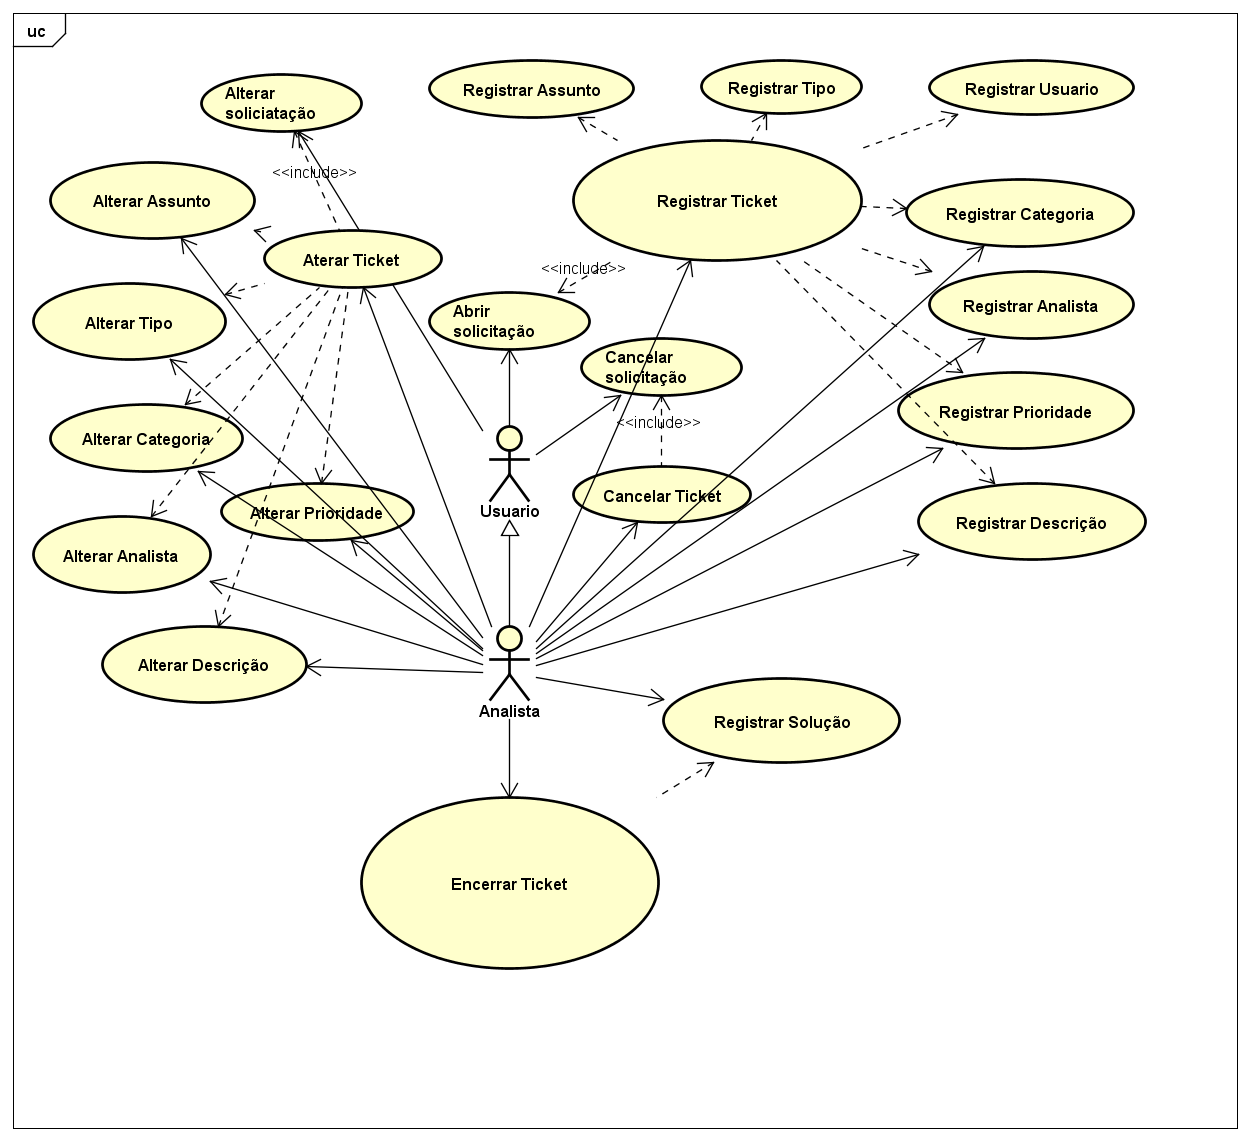 uc
Alterar
soliciatação
Registrar Assunto
Registrar Tipo
Registrar Usuario
<<include>>
Alterar Assunto
Registrar Ticket
Registrar Categoria
Aterar Ticket
<<include>>
Alterar Tipo
Abrir
solicitação
Registrar Analista
Cancelar
solicitação
Alterar Categoria
<<include>>
Registrar Prioridade
Alterar Prioridade
Usuario
Cancelar Ticket
Registrar Descrição
Alterar Analista
Alterar Descrição
Analista
Registrar Solução
Encerrar Ticket